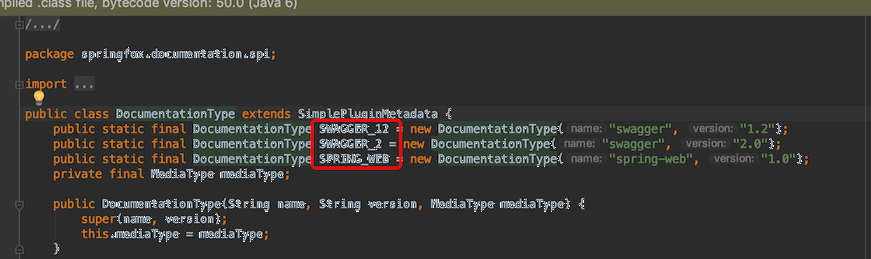 mpiled .class file, bytecode version: 50.0 (Java 6)
/.../
package springfox.documentation.spi;
import ...
public class DocumentationType extends SimplePluginMetadata {
public static final DocumentationType SWAGGER_12 = new DocumentationType( name: "swagger", version: "1.2");
public static final DocumentationType SWAGGER_2 = new DocumentationType( name: "swagger", version: "2.0");
public static final DocumentationType SPRING_WEB = new DocumentationType( name: "spring-web", version: "1.0");
private final MediaType mediaType;
public DocumentationType(String name, String version, MediaType mediaType) {
super(name, version);
this.mediaType = mediaType;
}